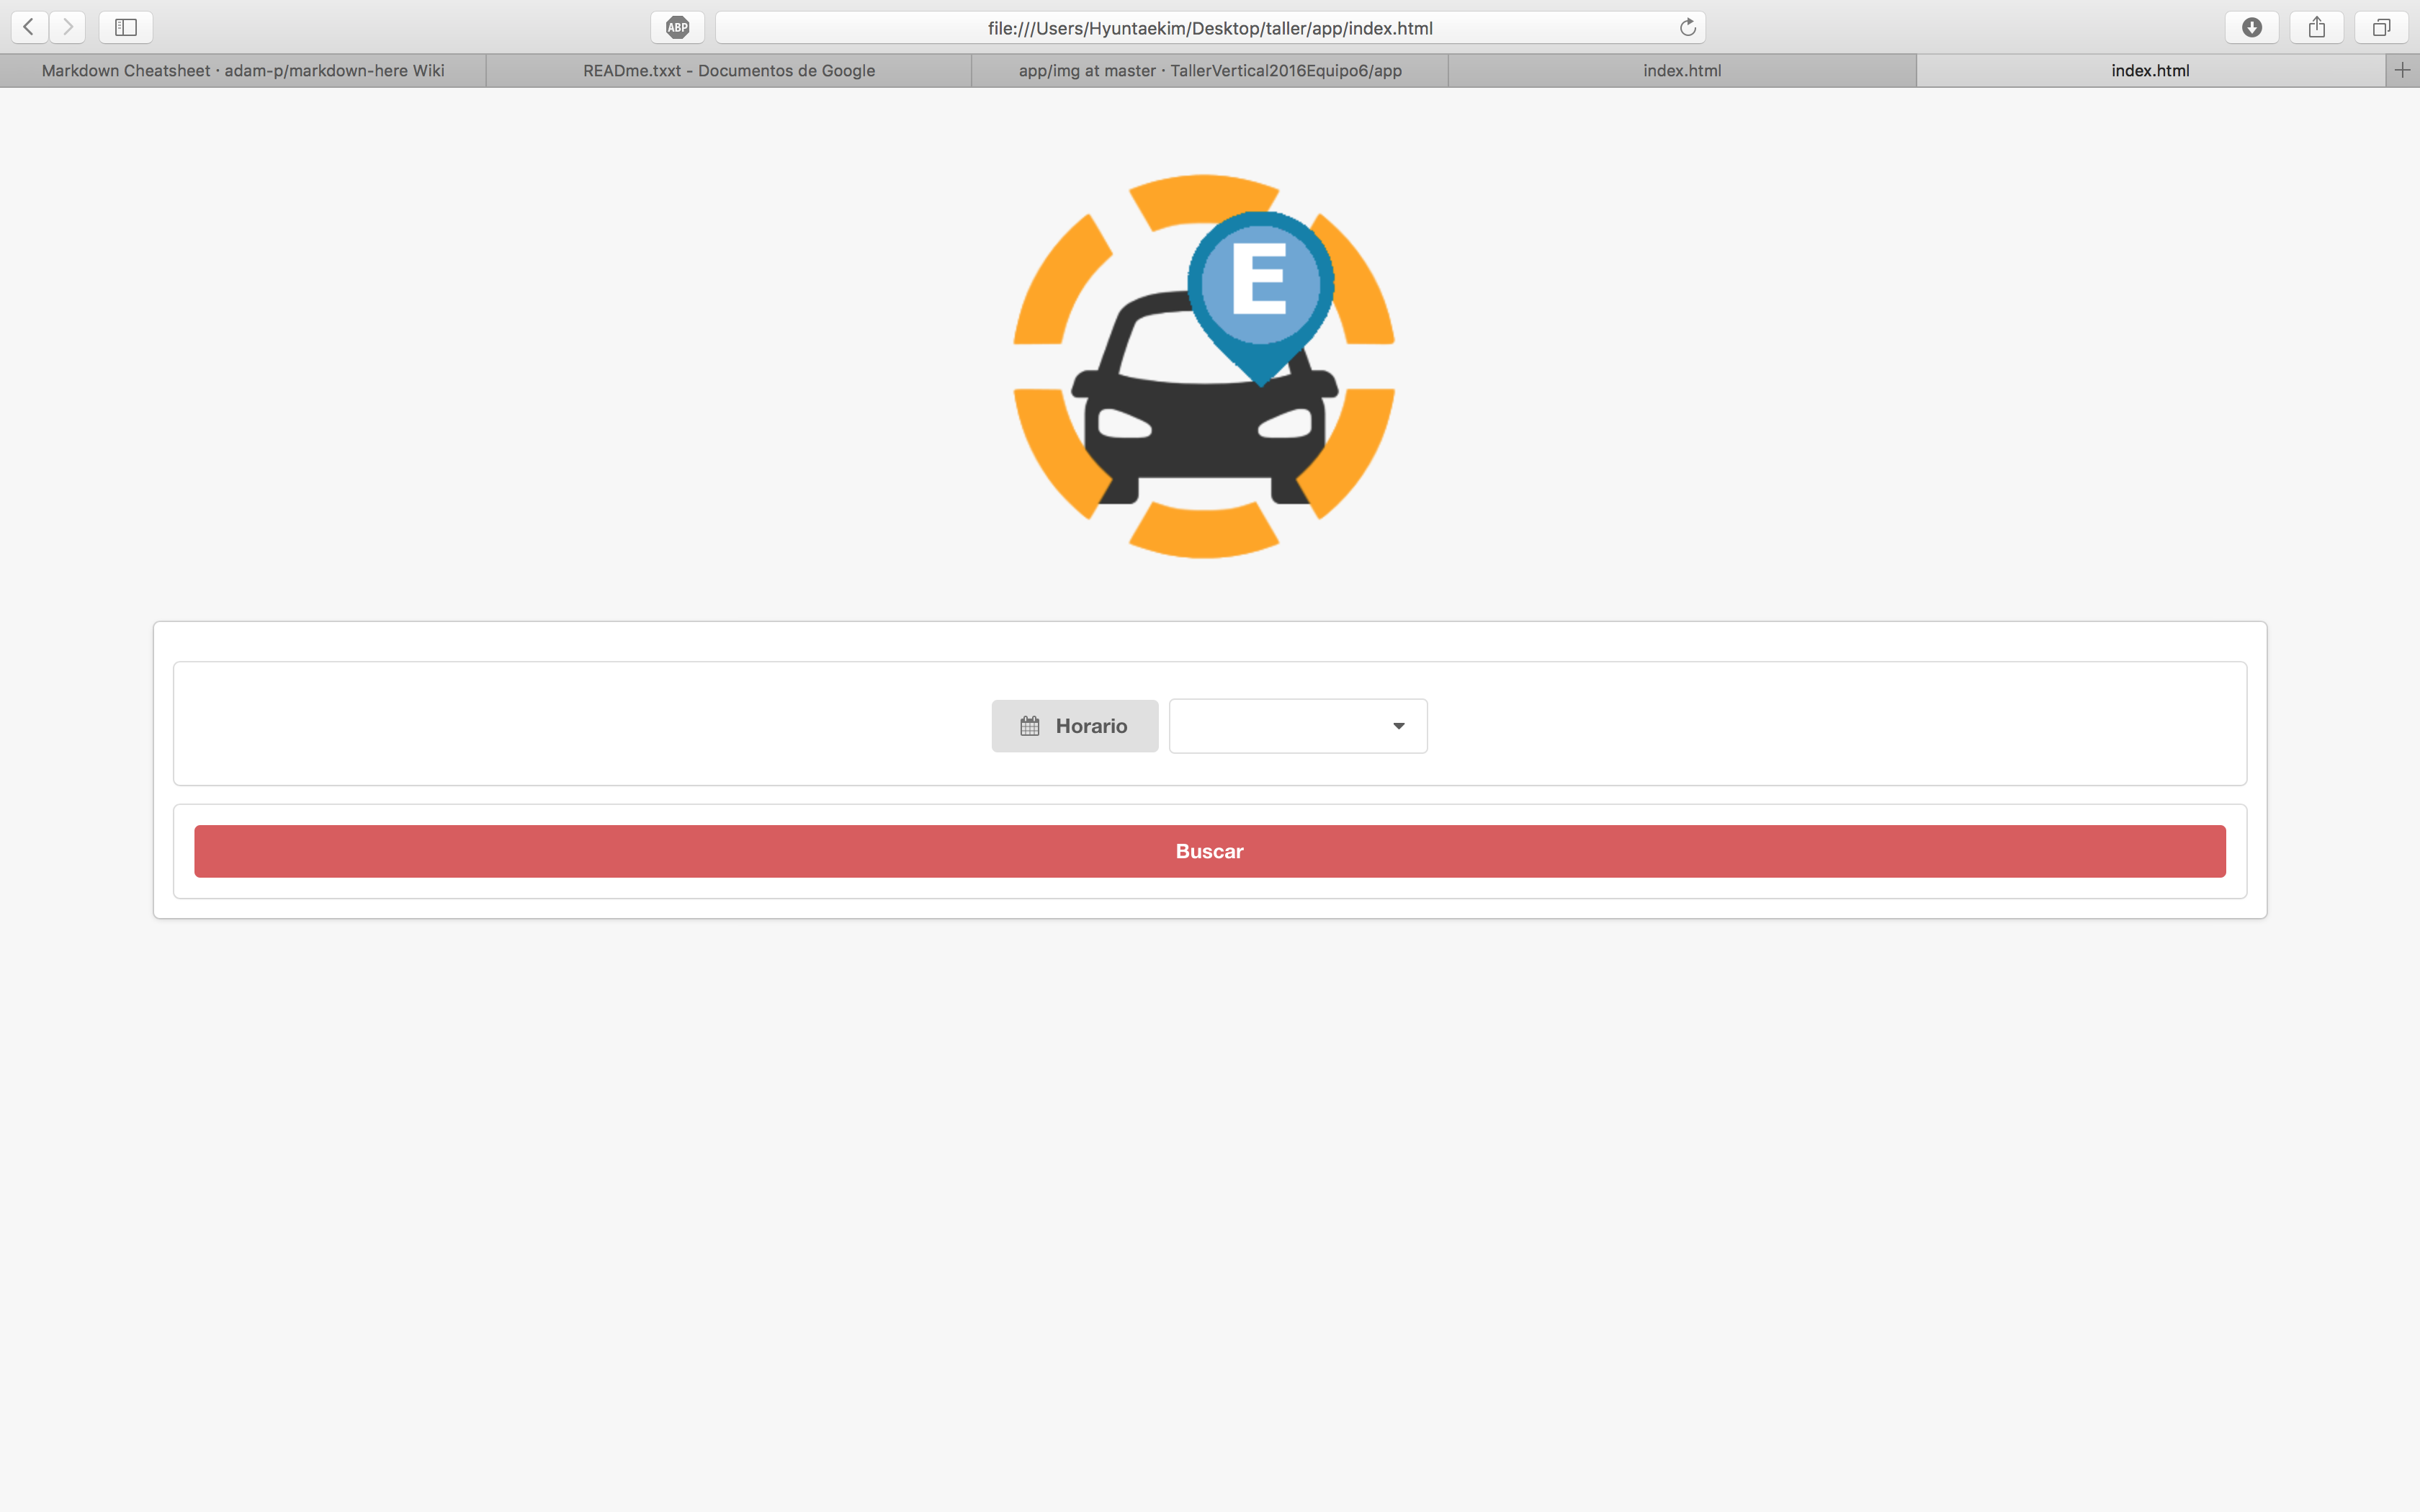 ABP
file:///Users/Hyuntaekim/Desktop/taller/app/index.html
Markdown Cheatsheet · adam-p/markdown-here Wiki
READme.txxt - Documentos de Google
app/img at master · TallerVertical2016Equipo6/app
index.html
index.html
E
Horario
Buscar